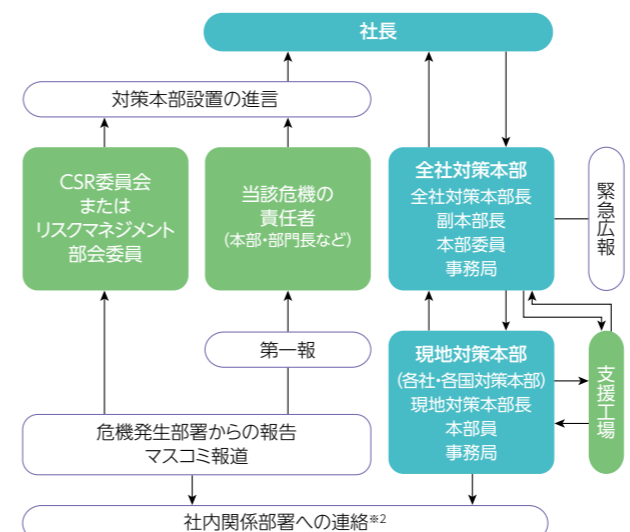 社長
対策本部設置の進言
CSR委員会
または
リスクマネジメント
部会委員
当該危機の
責任者
（本部・部門長など）
全社対策本部
全社対策本部長
副本部長
本部委員
事務局
緊急広報
第一報
現地対策本部
（各社・各国対策本部）
現地対策本部長
本部員
事務局
支援工場
危機発生部署からの報告
マスコミ報道
社内関係部署への連絡※2